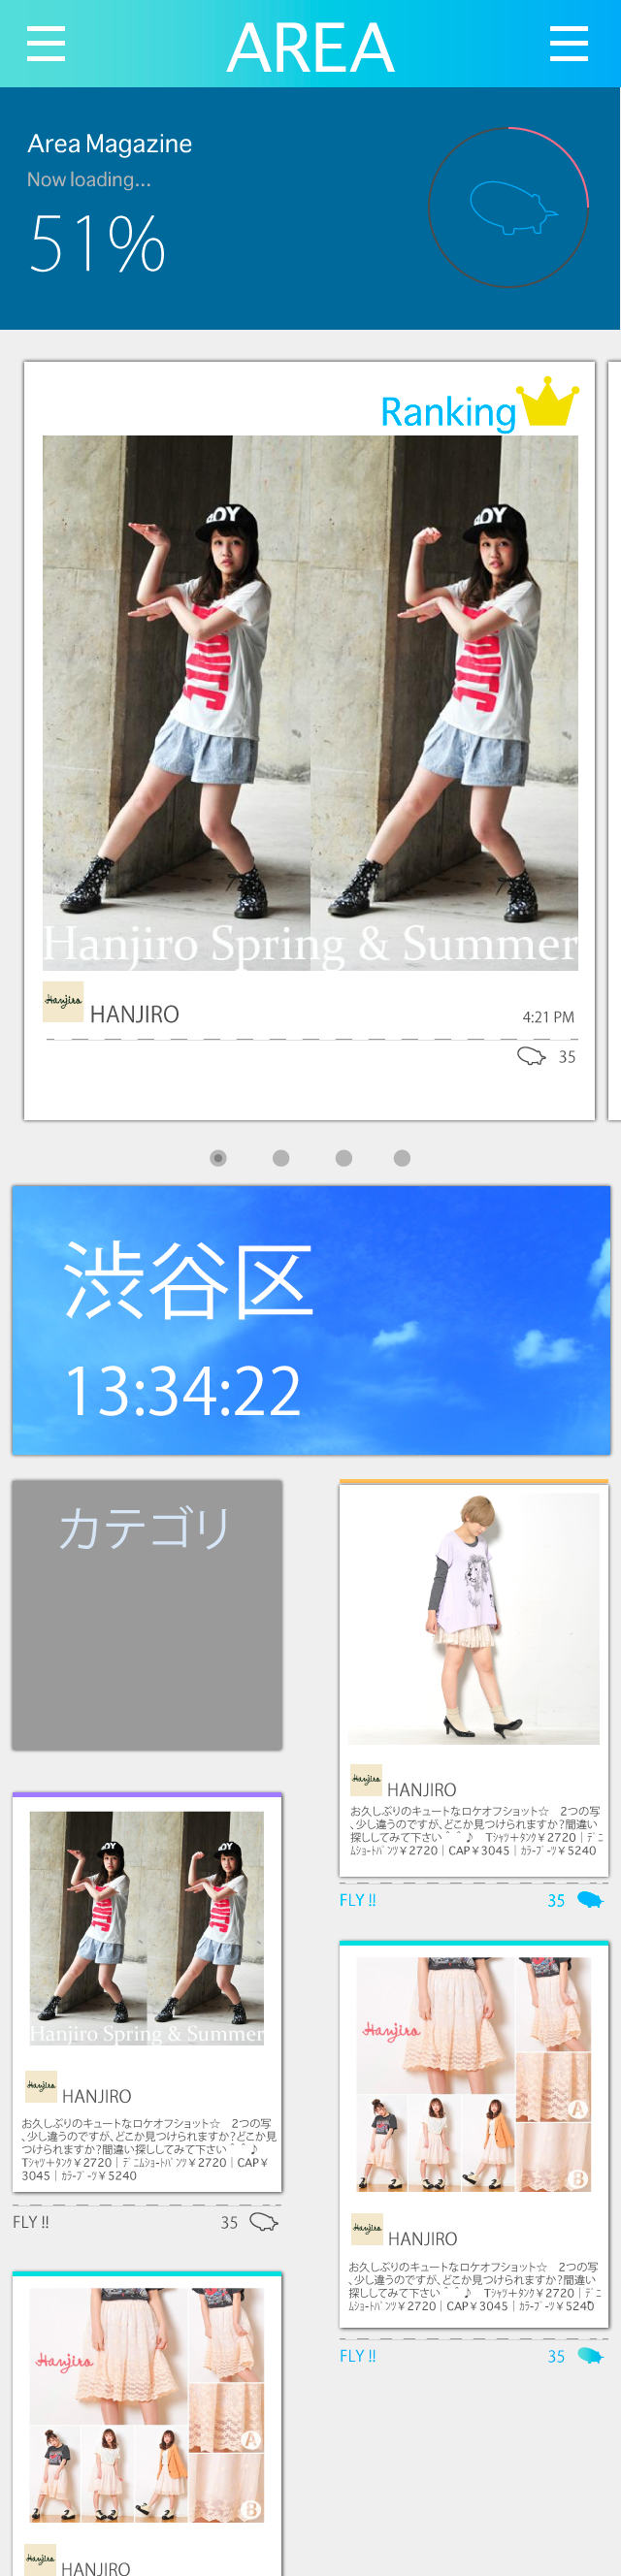 AREA
Area Magazine
Now loading...
51%
Ranking
BOY
Hanjiro Spring & Summer
Hanjiro
HANJIRO
4:21 PM
35
渋谷区
13:34:22
カテゴリ
Hanjiro
HANJIRO
お久しぶりのキュートなロケオフショット☆　2つの写
、少し違うのですが、どこか見つけられますか？間違い
探ししてみて下さい＾＾♪　Tｼｬﾂ＋ﾀﾝｸ￥2720｜ﾃﾞﾆ
ﾑｼｮ-ﾄﾊﾟﾝﾂ￥2720｜CAP￥3045｜ｶﾗ-ﾌﾞ-ﾂ￥5240
FLY !!
35
Hanjiro Spring & Summer
Hanjiro
HANJIRO
お久しぶりのキュートなロケオフショット☆　2つの写
、少し違うのですが、どこか見つけられますか？どこか見
つけられますか？間違い探ししてみて下さい＾＾♪
Tｼｬﾂ＋ﾀﾝｸ￥2720｜ﾃﾞﾆﾑｼｮ-ﾄﾊﾟﾝﾂ￥2720｜CAP￥
3045｜ｶﾗ-ﾌﾞ-ﾂ￥5240
FLY !!
35
Hanjiro
A
B
Hanjiro
HANJIRO
お久しぶりのキュートなロケオフショット☆　2つの写
、少し違うのですが、どこか見つけられますか？間違い
探ししてみて下さい＾＾♪　Tｼｬﾂ＋ﾀﾝｸ￥2720｜ﾃﾞﾆ
ﾑｼｮ-ﾄﾊﾟﾝﾂ￥2720｜CAP￥3045｜ｶﾗ-ﾌﾞ-ﾂ￥5240
FLY !!
35
Hanjiro
A
B
Hanjiro
HANJIRO